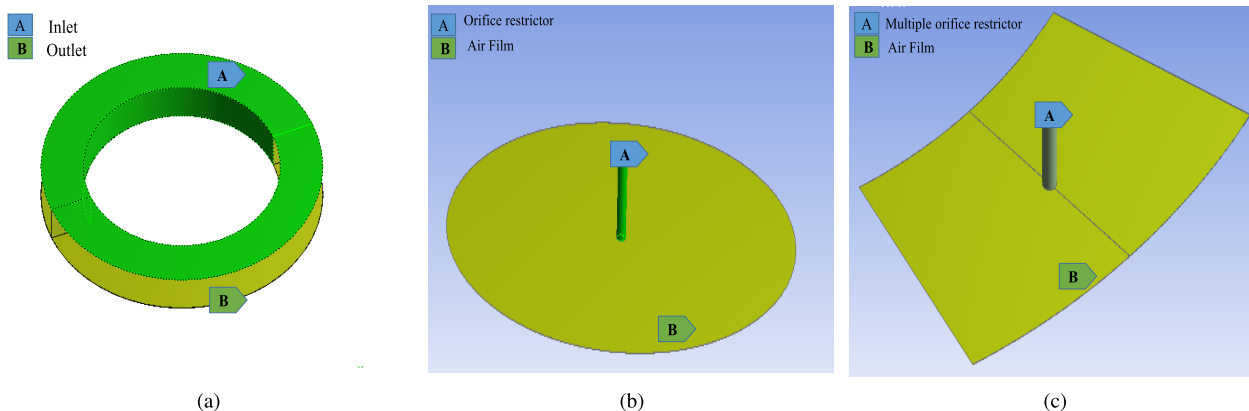 A Inlet
B Outlet
A
B
(a)
A Orifice restrictor
B Air Film
A
B
(b)
A Multiple orifice restrictor
B Air Film
A
B
(c)